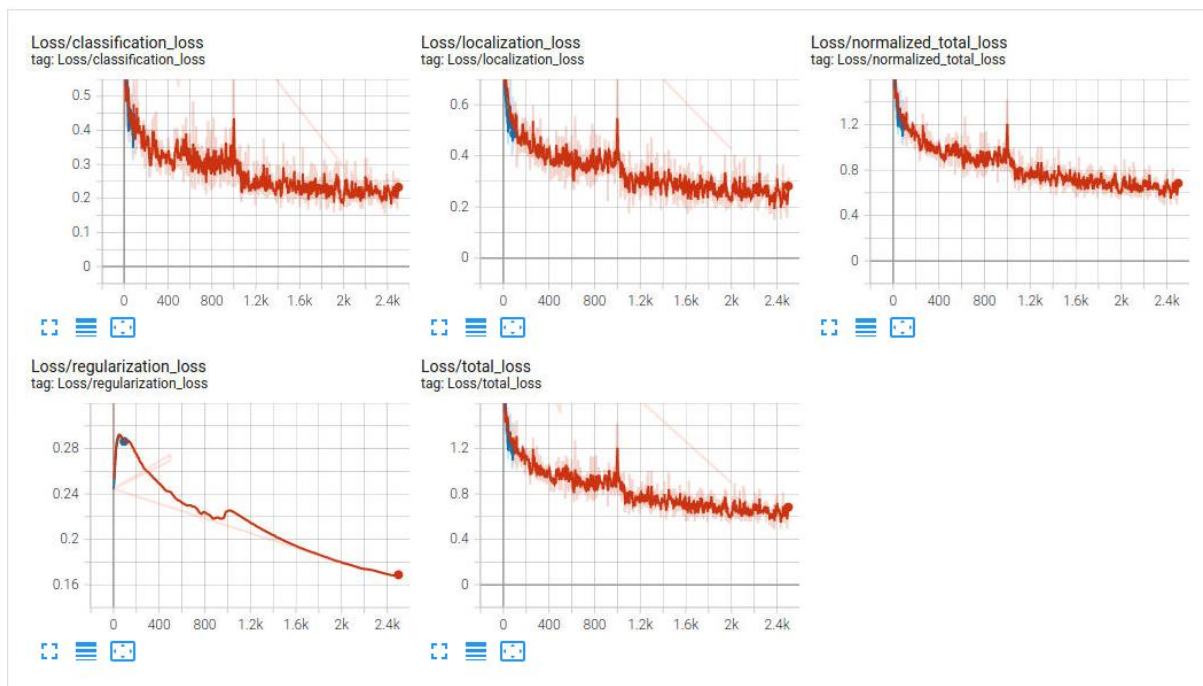 Loss/classification_loss
tag: Loss/classification_loss
0.5
0.4
0.3
0.2
0.1
0
0 400 800 1.2k 1.6k 2k 2.4k
Loss/localization_loss
tag: Loss/localization_loss
0.6
0.4
0.2
0
0 400 800 1.2k 1.6k 2k 2.4k
Loss/normalized_total_loss
tag: Loss/normalized_total_loss
1.2
0.8
0.4
0
0 400 800 1.2k 1.6k 2k 2.4k
Loss/regularization_loss
tag: Loss/regularization_loss
0.28
0.24
0.2
0.16
0 400 800 1.2k 1.6k 2k 2.4k
Loss/total_loss
tag: Loss/total_loss
1.2
0.8
0.4
0
0 400 800 1.2k 1.6k 2k 2.4k